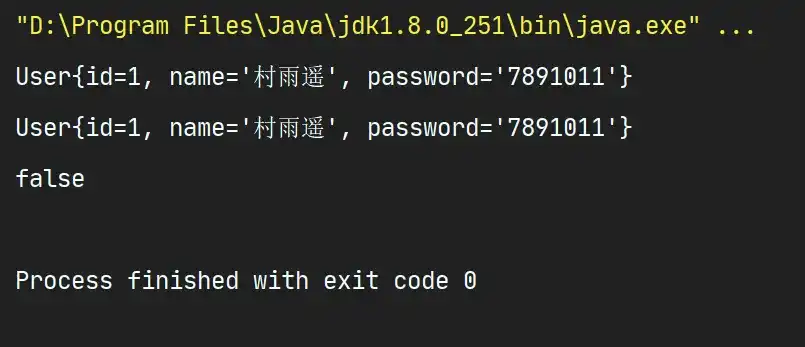 "D:\Program Files\Java\jdk1.8.0_251\bin\java.exe" ...
User{id=1, name='村雨遥', password='7891011'}
User{id=1, name='村雨遥', password='7891011'}
false
Process finished with exit code 0